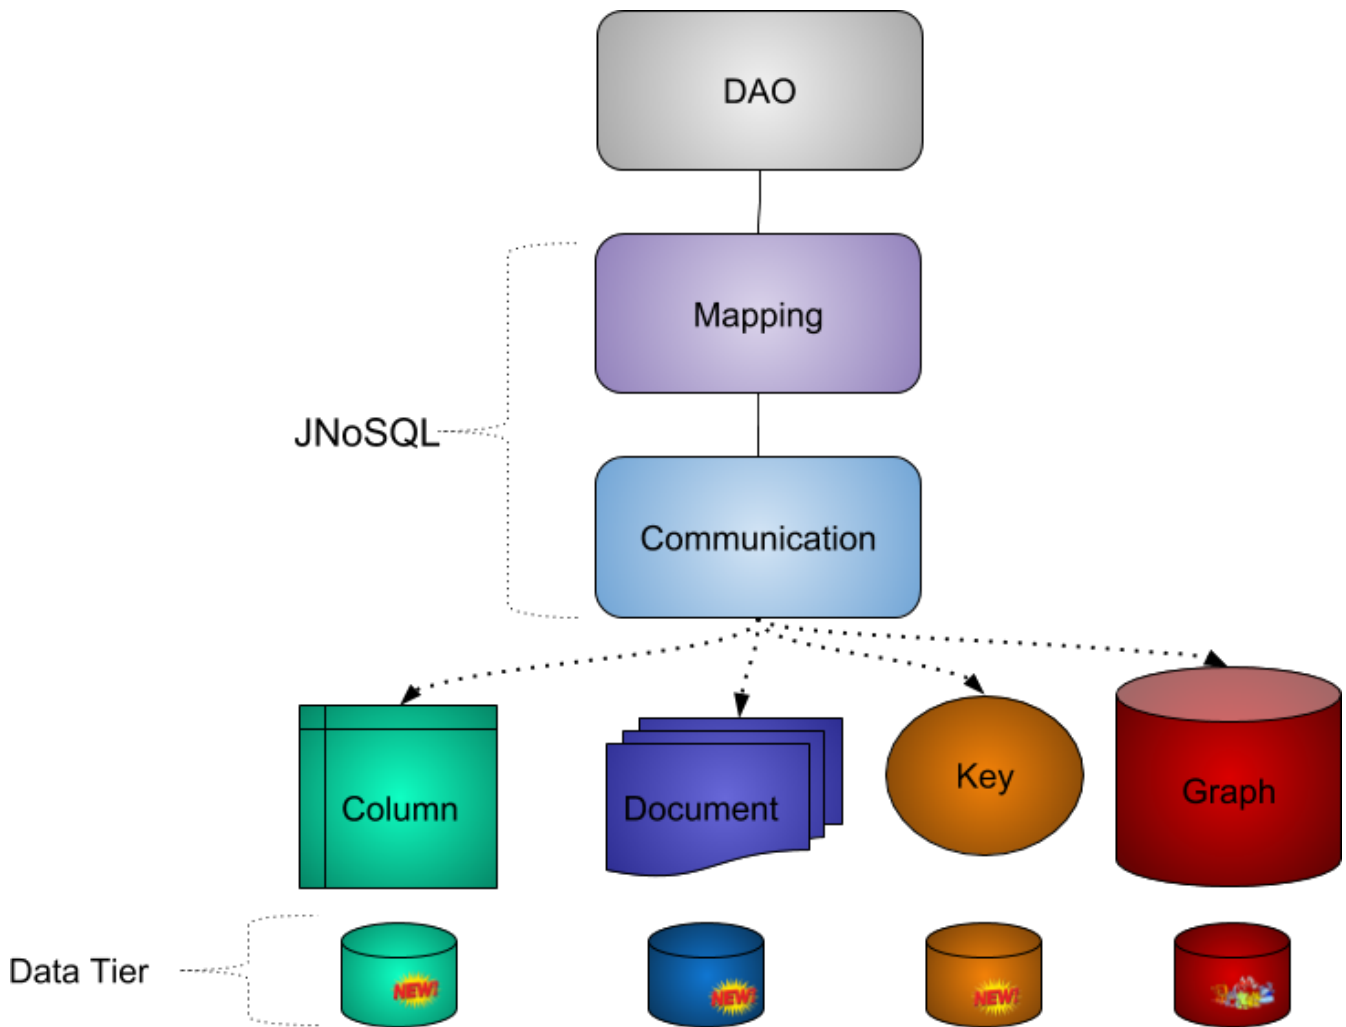 DAO
Mapping
JNoSQL
Communication
Column
Document
Key
Graph
Data Tier
NEW!
NEW!
NEW!